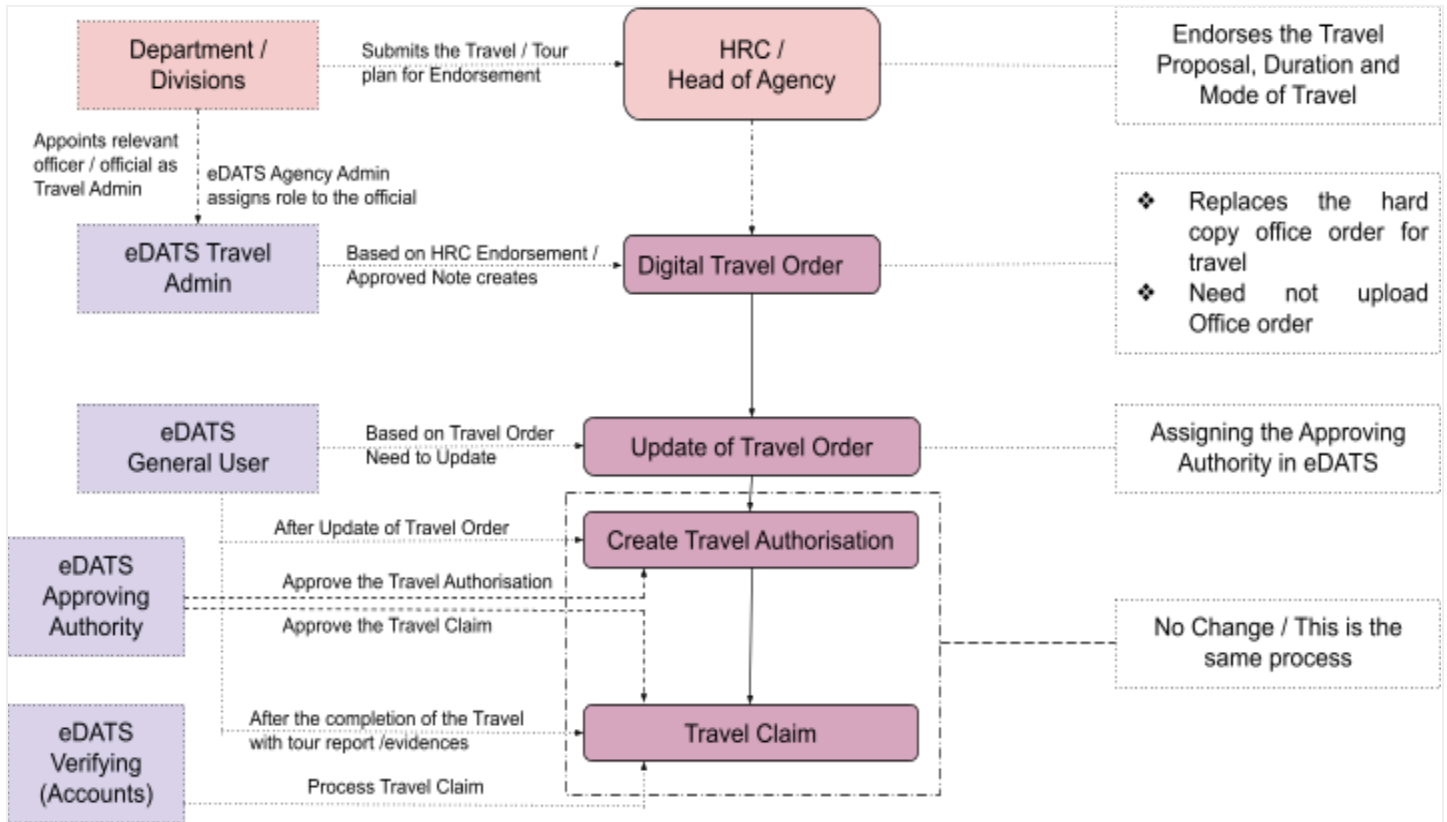 Department /
Divisions
Submits the Travel / Tour
plan for Endorsement
HRC /
Head of Agency
Endorses the Travel
Proposal, Duration and
Mode of Travel
Appoints relevant
officer / official as
Travel Admin
eDATS Agency Admin
assigns role to the official
eDATS Travel
Admin
Based on HRC Endorsement /
Approved Note creates
Digital Travel Order
❖ Replaces the hard
copy office order for
travel
❖ Need not upload
Office order
eDATS
General User
Based on Travel Order
Need to Update
Update of Travel Order
Assigning the Approving
Authority in eDATS
After Update of Travel Order
Create Travel Authorisation
eDATS
Approving
Authority
Approve the Travel Authorisation
Approve the Travel Claim
No Change / This is the
same process
After the completion of the Travel
with tour report /evidences
Travel Claim
eDATS
Verifying
(Accounts)
Process Travel Claim